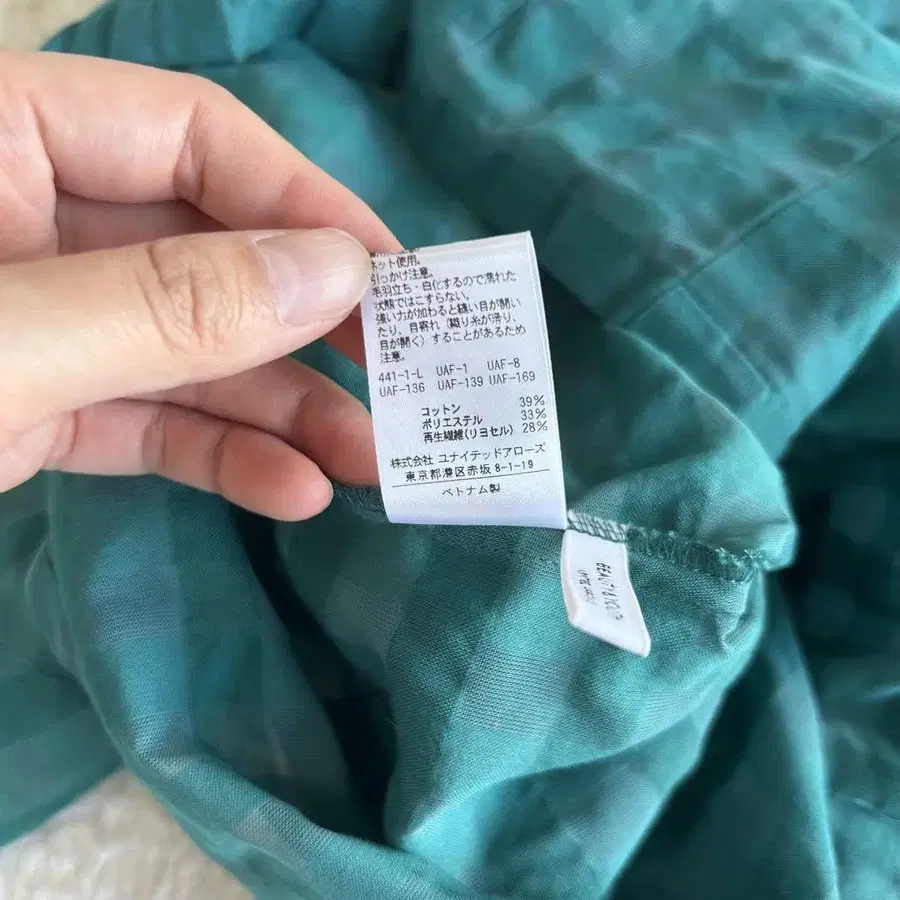 ネット使用。
引っかけ注意。
毛羽立ち・白化するので濡れた
状態ではこすらない。
強い力が加わると縫い目が開い
たり、目寄れ（織り糸が滑り、
目が開く）することがあるため
注意。
441-1-L UAF-1 UAF-8
UAF-136 UAF-139 UAF-169
コットン 39%
ポリエステル 33%
再生繊維(リヨセル) 28%
株式会社 ユナイテッドアローズ
東京都港区赤坂 8-1-19
ベトナム製
BEAUTY & YOUTH